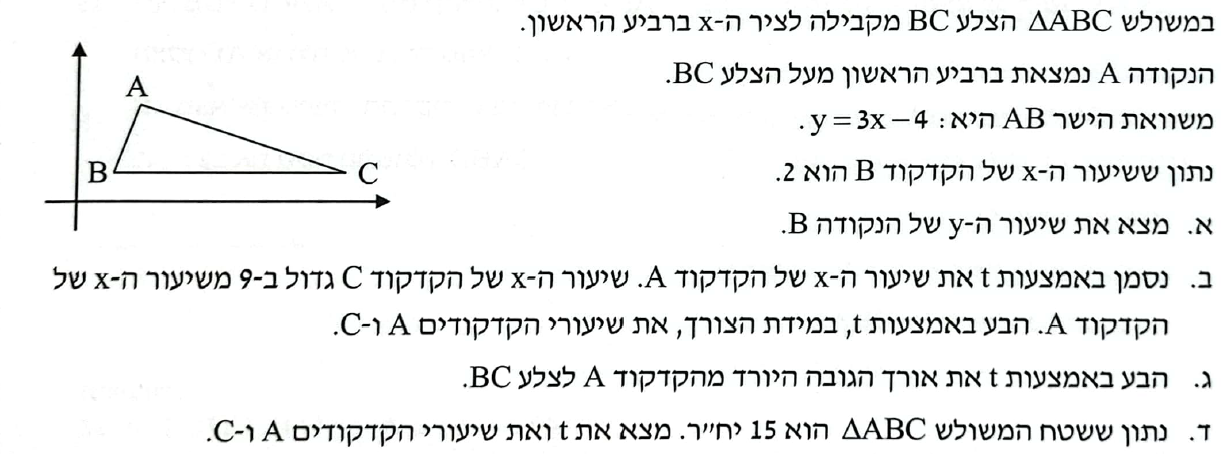 במשולש ΔABC הצלע BC מקבילה לציר ה-x ברביע הראשון.
הנקודה A נמצאת ברביע הראשון מעל הצלע BC.
משוואת הישר AB היא: y = 3x − 4 .
נתון ששיעור ה-x של הקדקוד B הוא 2.
א. מצא את שיעור ה-y של הנקודה B.
ב. נסמן באמצעות t את שיעור ה-x של הקדקוד A. שיעור ה-x של הקדקוד C גדול ב-9 משיעור ה-x של
הקדקוד A. הבע באמצעות t, במידת הצורך, את שיעורי הקדקודים A ו-C.
ג. הבע באמצעות t את אורך הגובה היורד מהקדקוד A לצלע BC.
ד. נתון ששטח המשולש ΔABC הוא 15 יח״ר. מצא את t ואת שיעורי הקדקודים A ו-C.
A
B
C